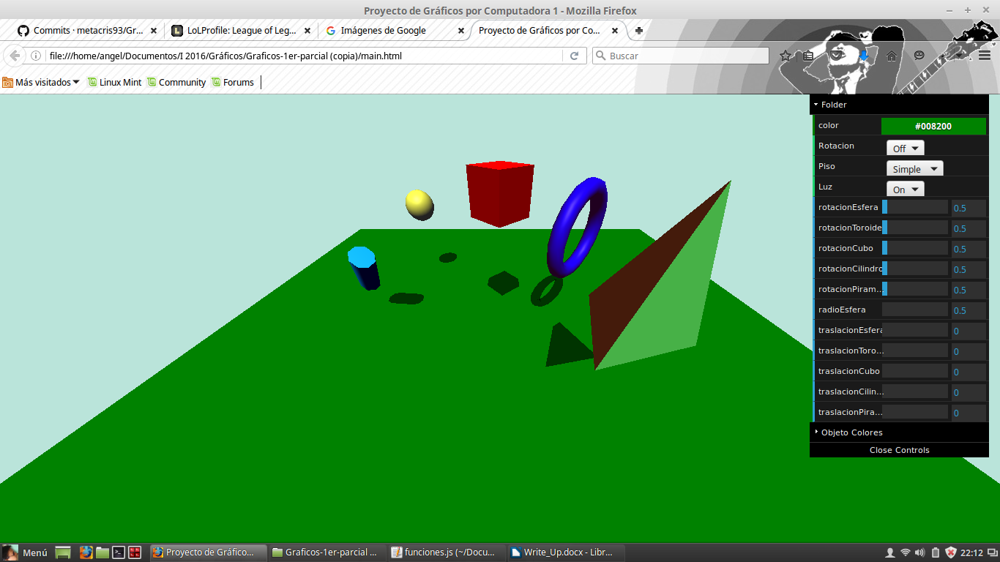 Proyecto de Gráficos por Computadora 1 - Mozilla Firefox
Commits · metacris93/Gr...
LoLProfile: League of Leg...
Imágenes de Google
Proyecto de Gráficos por Co...
file:///home/angel/Documentos/I 2016/Gráficos/Graficos-1er-parcial (copia)/main.html
Buscar
Más visitados
Linux Mint
Community
Forums
Folder
color #008200
Rotacion Off
Piso Simple
Luz On
rotacionEsfera 0.5
rotacionToroide 0.5
rotacionCubo 0.5
rotacionCilindro 0.5
rotacionPiram... 0.5
radioEsfera 0.5
traslacionEsfera 0
traslacionToro... 0
traslacionCubo 0
traslacionCilin... 0
traslacionPira... 0
Objeto Colores
Close Controls
Menú
Proyecto de Gráfico...
Graficos-1er-parcial ...
funciones.js (~/Docu...
Write_Up.docx - Libr...
22:12